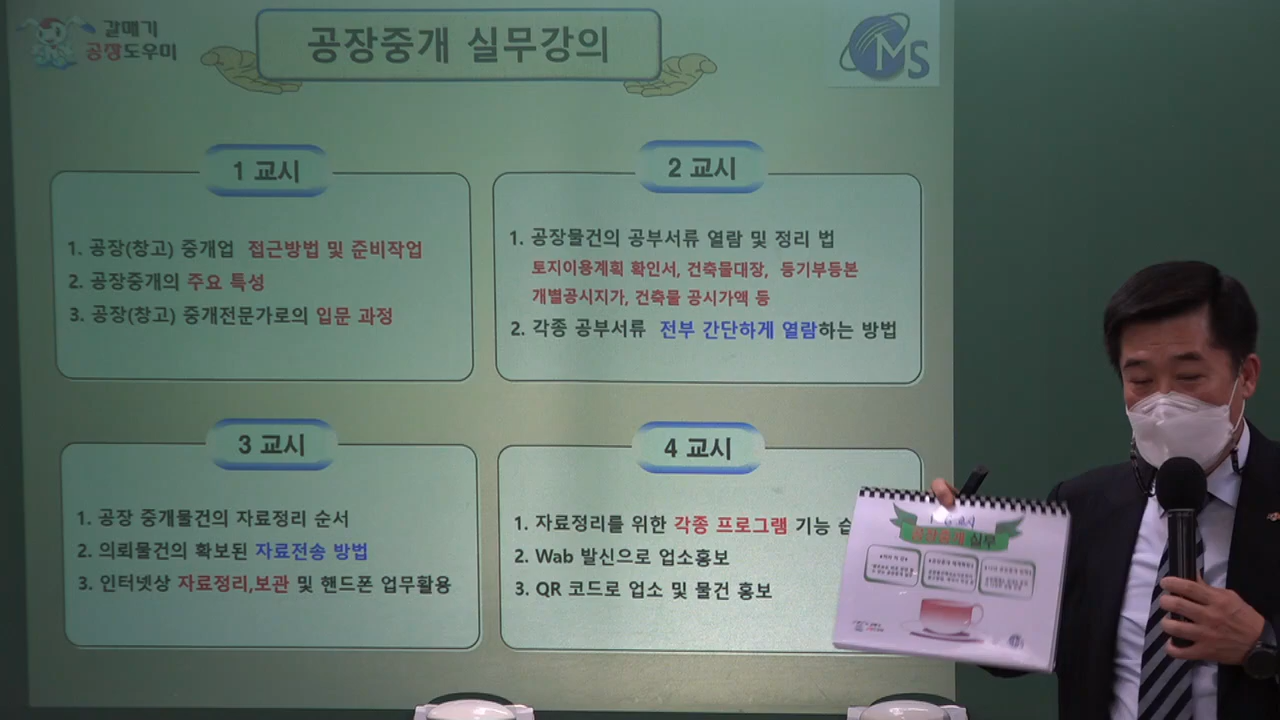 갈매기
공장도우미
공장중개 실무강의
CMS
1 교시
1. 공장(창고) 중개업 접근방법 및 준비작업
2. 공장중개의 주요 특성
3. 공장(창고) 중개전문가로의 입문 과정
2 교시
1. 공장물건의 공부서류 열람 및 정리 법
토지이용계획 확인서, 건축물대장, 등기부등본
개별공시지가, 건축물 공시가액 등
2. 각종 공부서류 전부 간단하게 열람하는 방법
3 교시
1. 공장 중개물건의 자료정리 순서
2. 의뢰물건의 확보된 자료전송 방법
3. 인터넷상 자료정리,보관 및 핸드폰 업무활용
4 교시
1. 자료정리를 위한 각종 프로그램 기능
2. Wab 발신으로 업소홍보
3. QR 코드로 업소 및 물건 홍보
교시
공장중개 실무